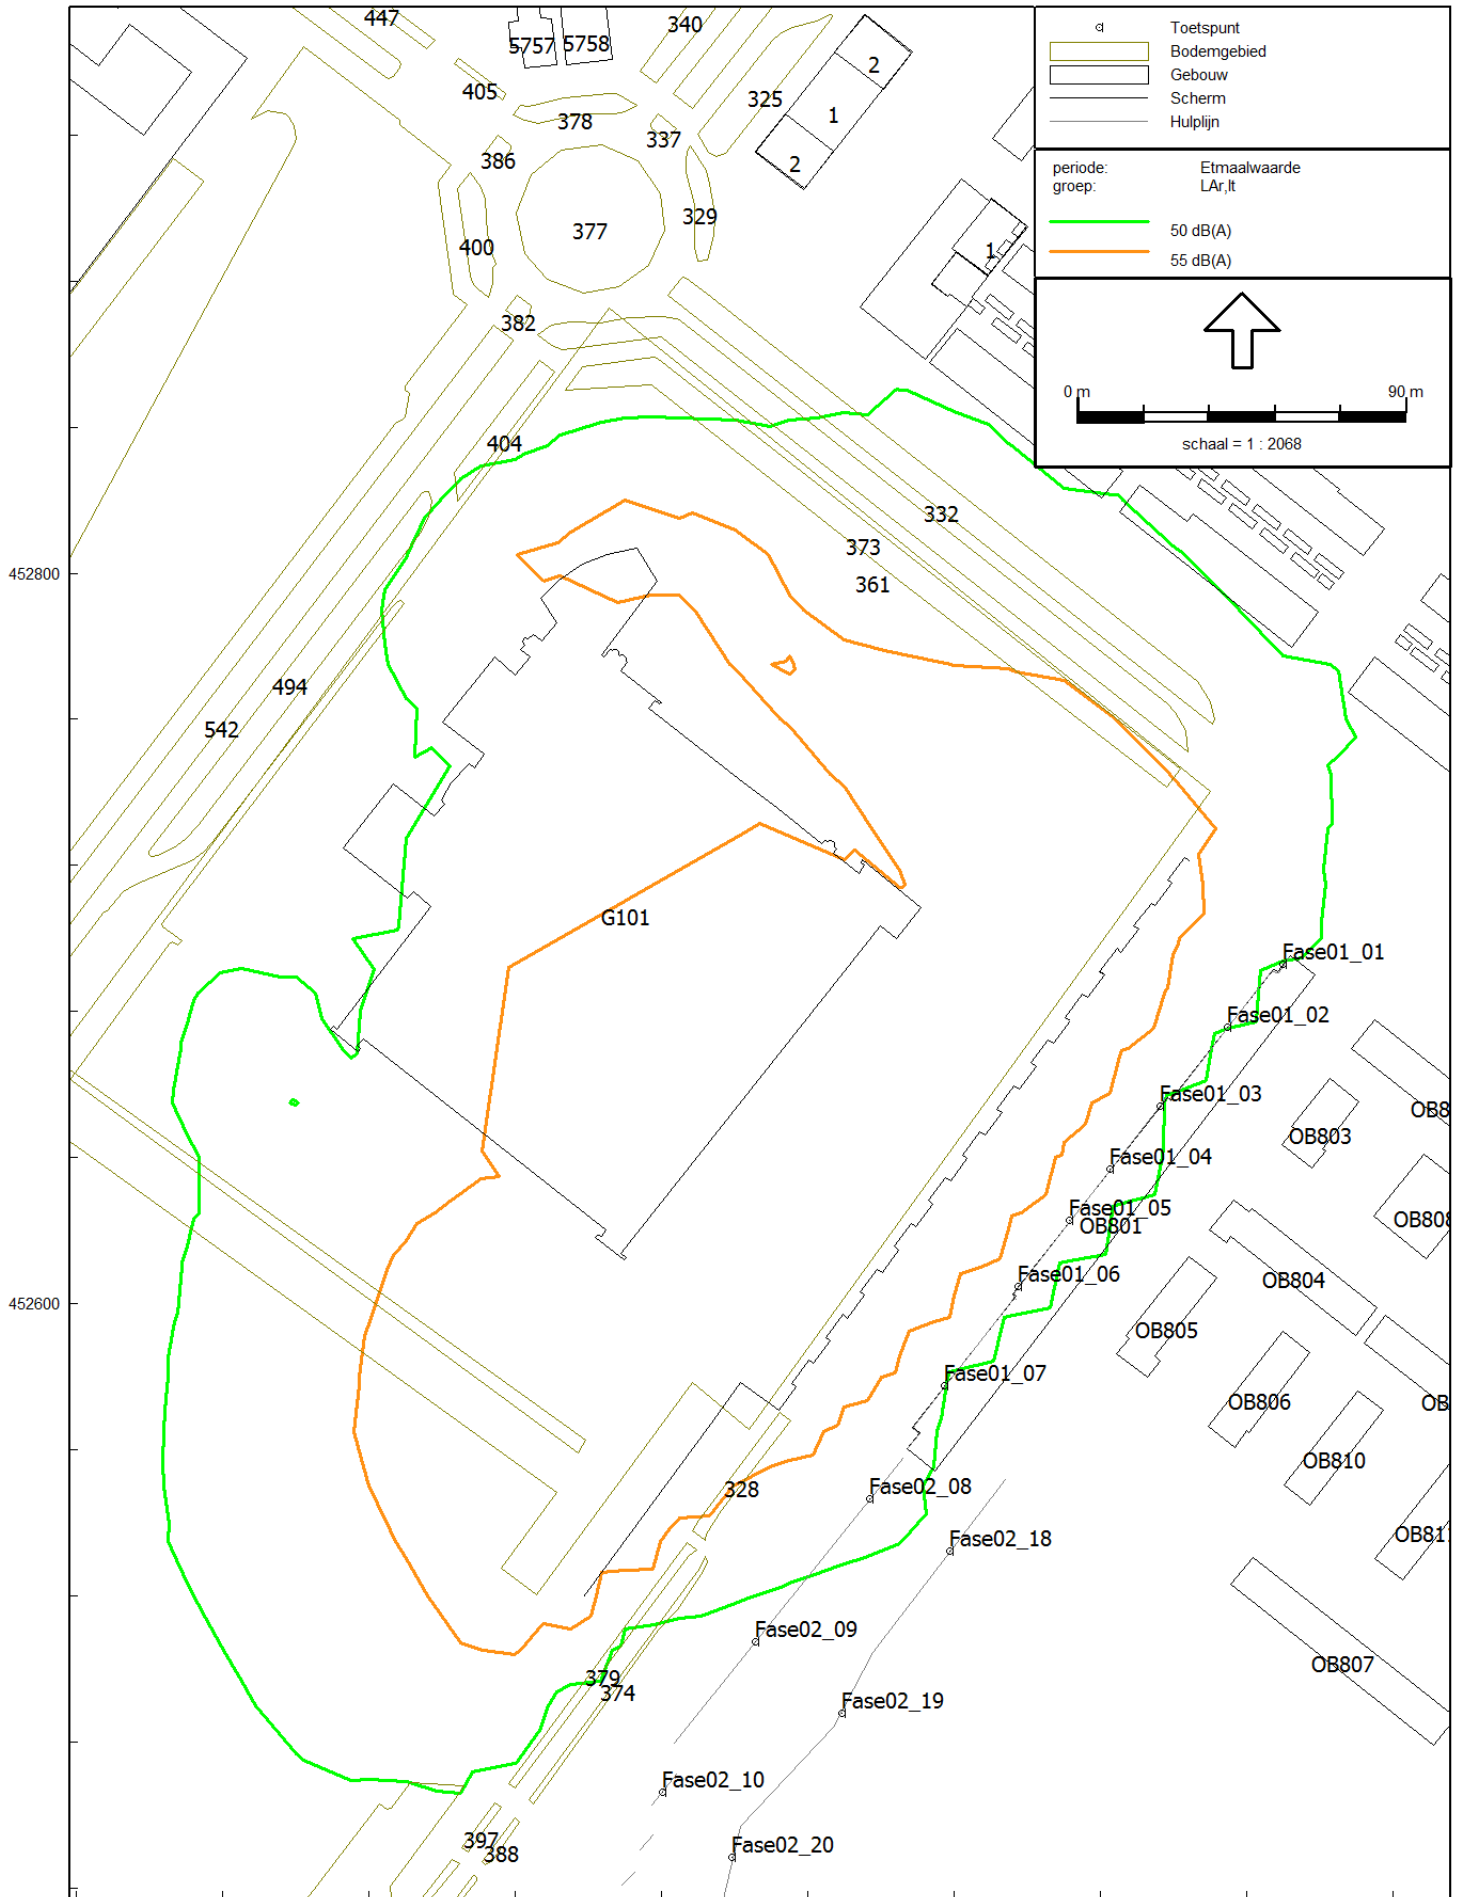 447
5757
5758
340
Toetspunt
Bodemgebied
Gebouw
Scherm
Hulplijn
405
378
325
2
1
2
337
386
periode: Etmaalwaarde
groep: LAr,lt
50 dB(A)
55 dB(A)
329
377
400
1
382
0 m 90 m
schaal = 1 : 2068
404
332
373
361
452800
494
542
G101
Fase01_01
Fase01_02
Fase01_03
OB8
OB803
Fase01_04
Fase01_05
OB801
OB808
Fase01_06
OB804
452600
OB805
Fase01_07
OB806
OB
OB810
328
Fase02_08
OB811
Fase02_18
Fase02_09
OB807
379
374
Fase02_19
Fase02_10
397
388
Fase02_20